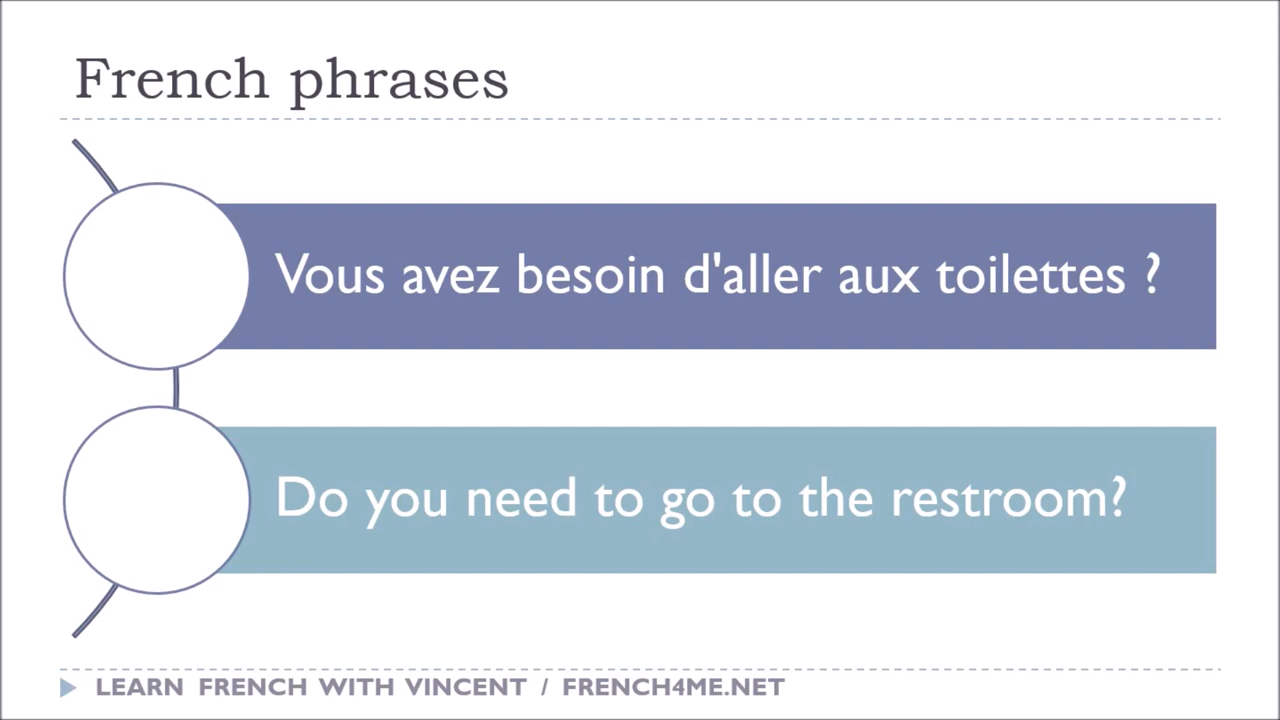 French phrases
Vous avez besoin d'aller aux toilettes ?
Do you need to go to the restroom?
LEARN FRENCH WITH VINCENT / FRENCH4ME.NET